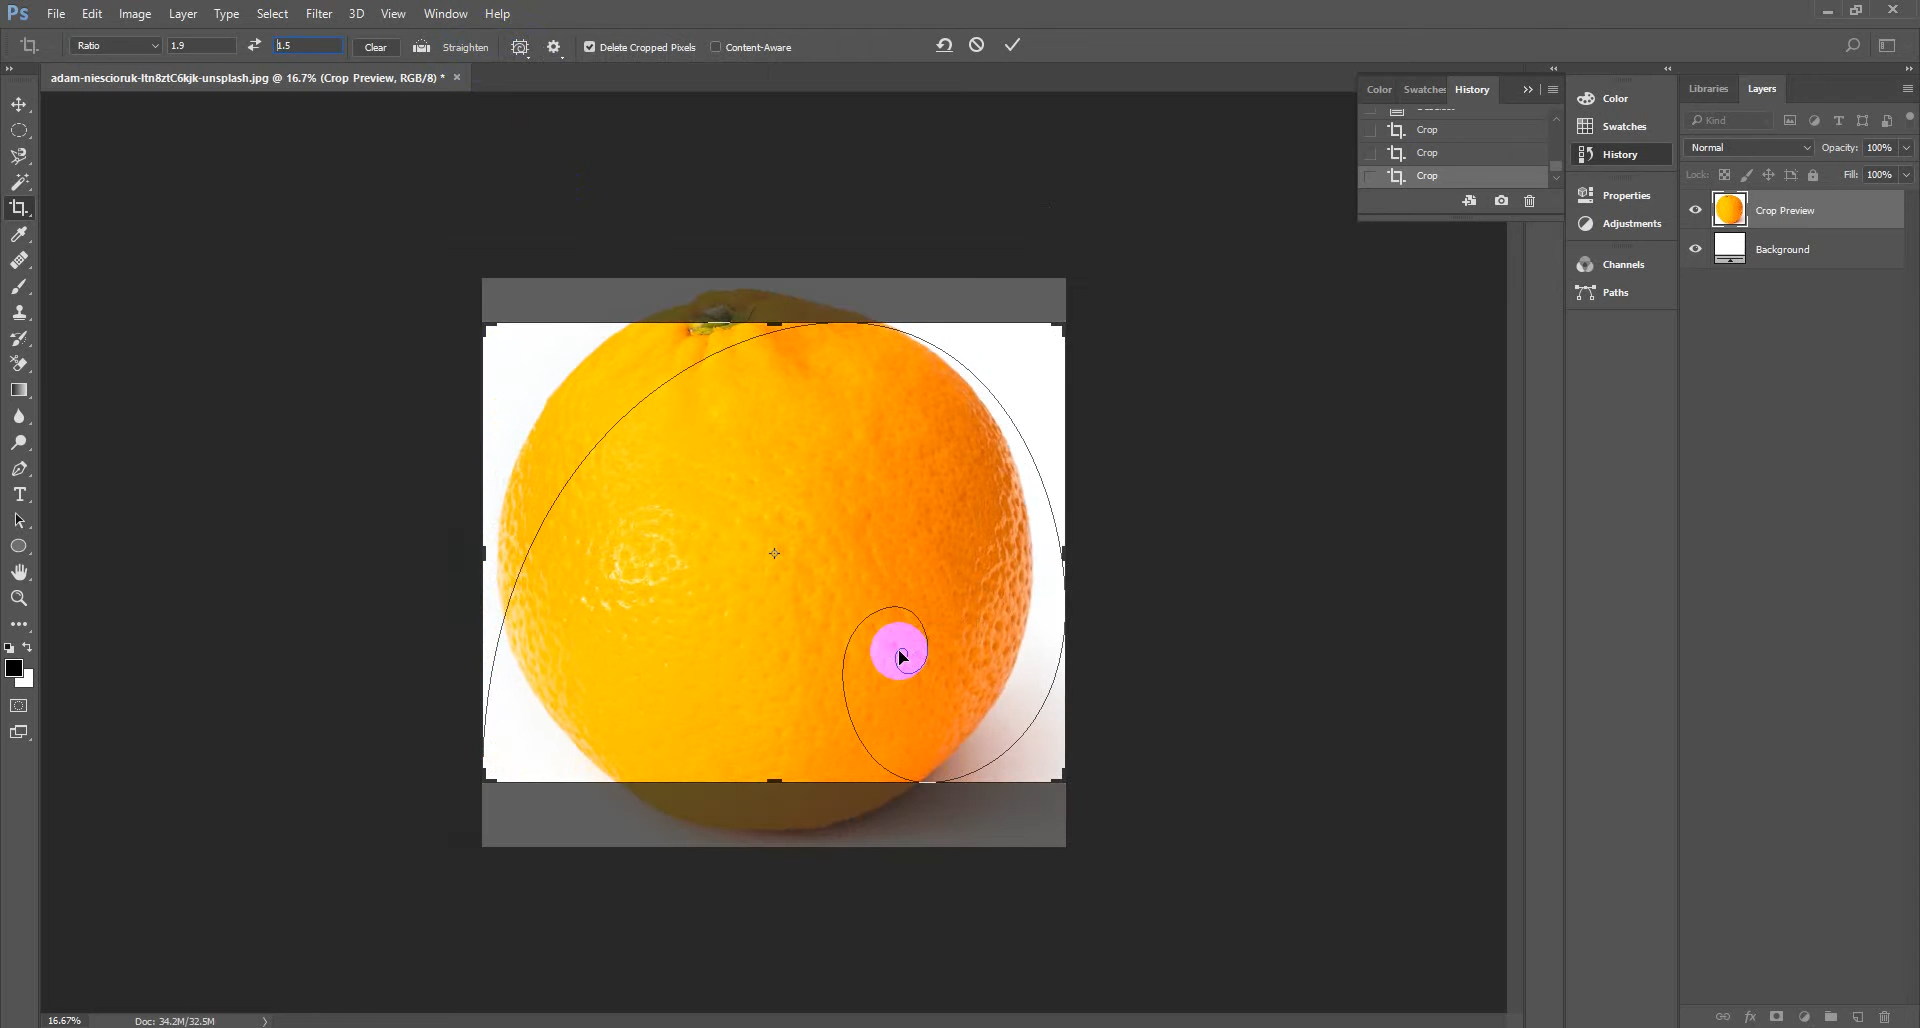 Ps File Edit Image Layer Type Select Filter 3D View Window Help
Ratio 1.9 1.5 Clear Straighten Delete Cropped Pixels Content-Aware
adam-niescioruk-ltn8ztC6kjk-unsplash.jpg @ 16.7% (Crop Preview, RGB/8) * ×
Color Swatches History
Crop
Crop
Crop
Color
Swatches
History
Properties
Adjustments
Channels
Paths
Libraries Layers
Kind
Normal Opacity: 100%
Lock: Fill: 100%
Crop Preview
Background
T
fx
16.67% Doc: 34.2M/32.5M